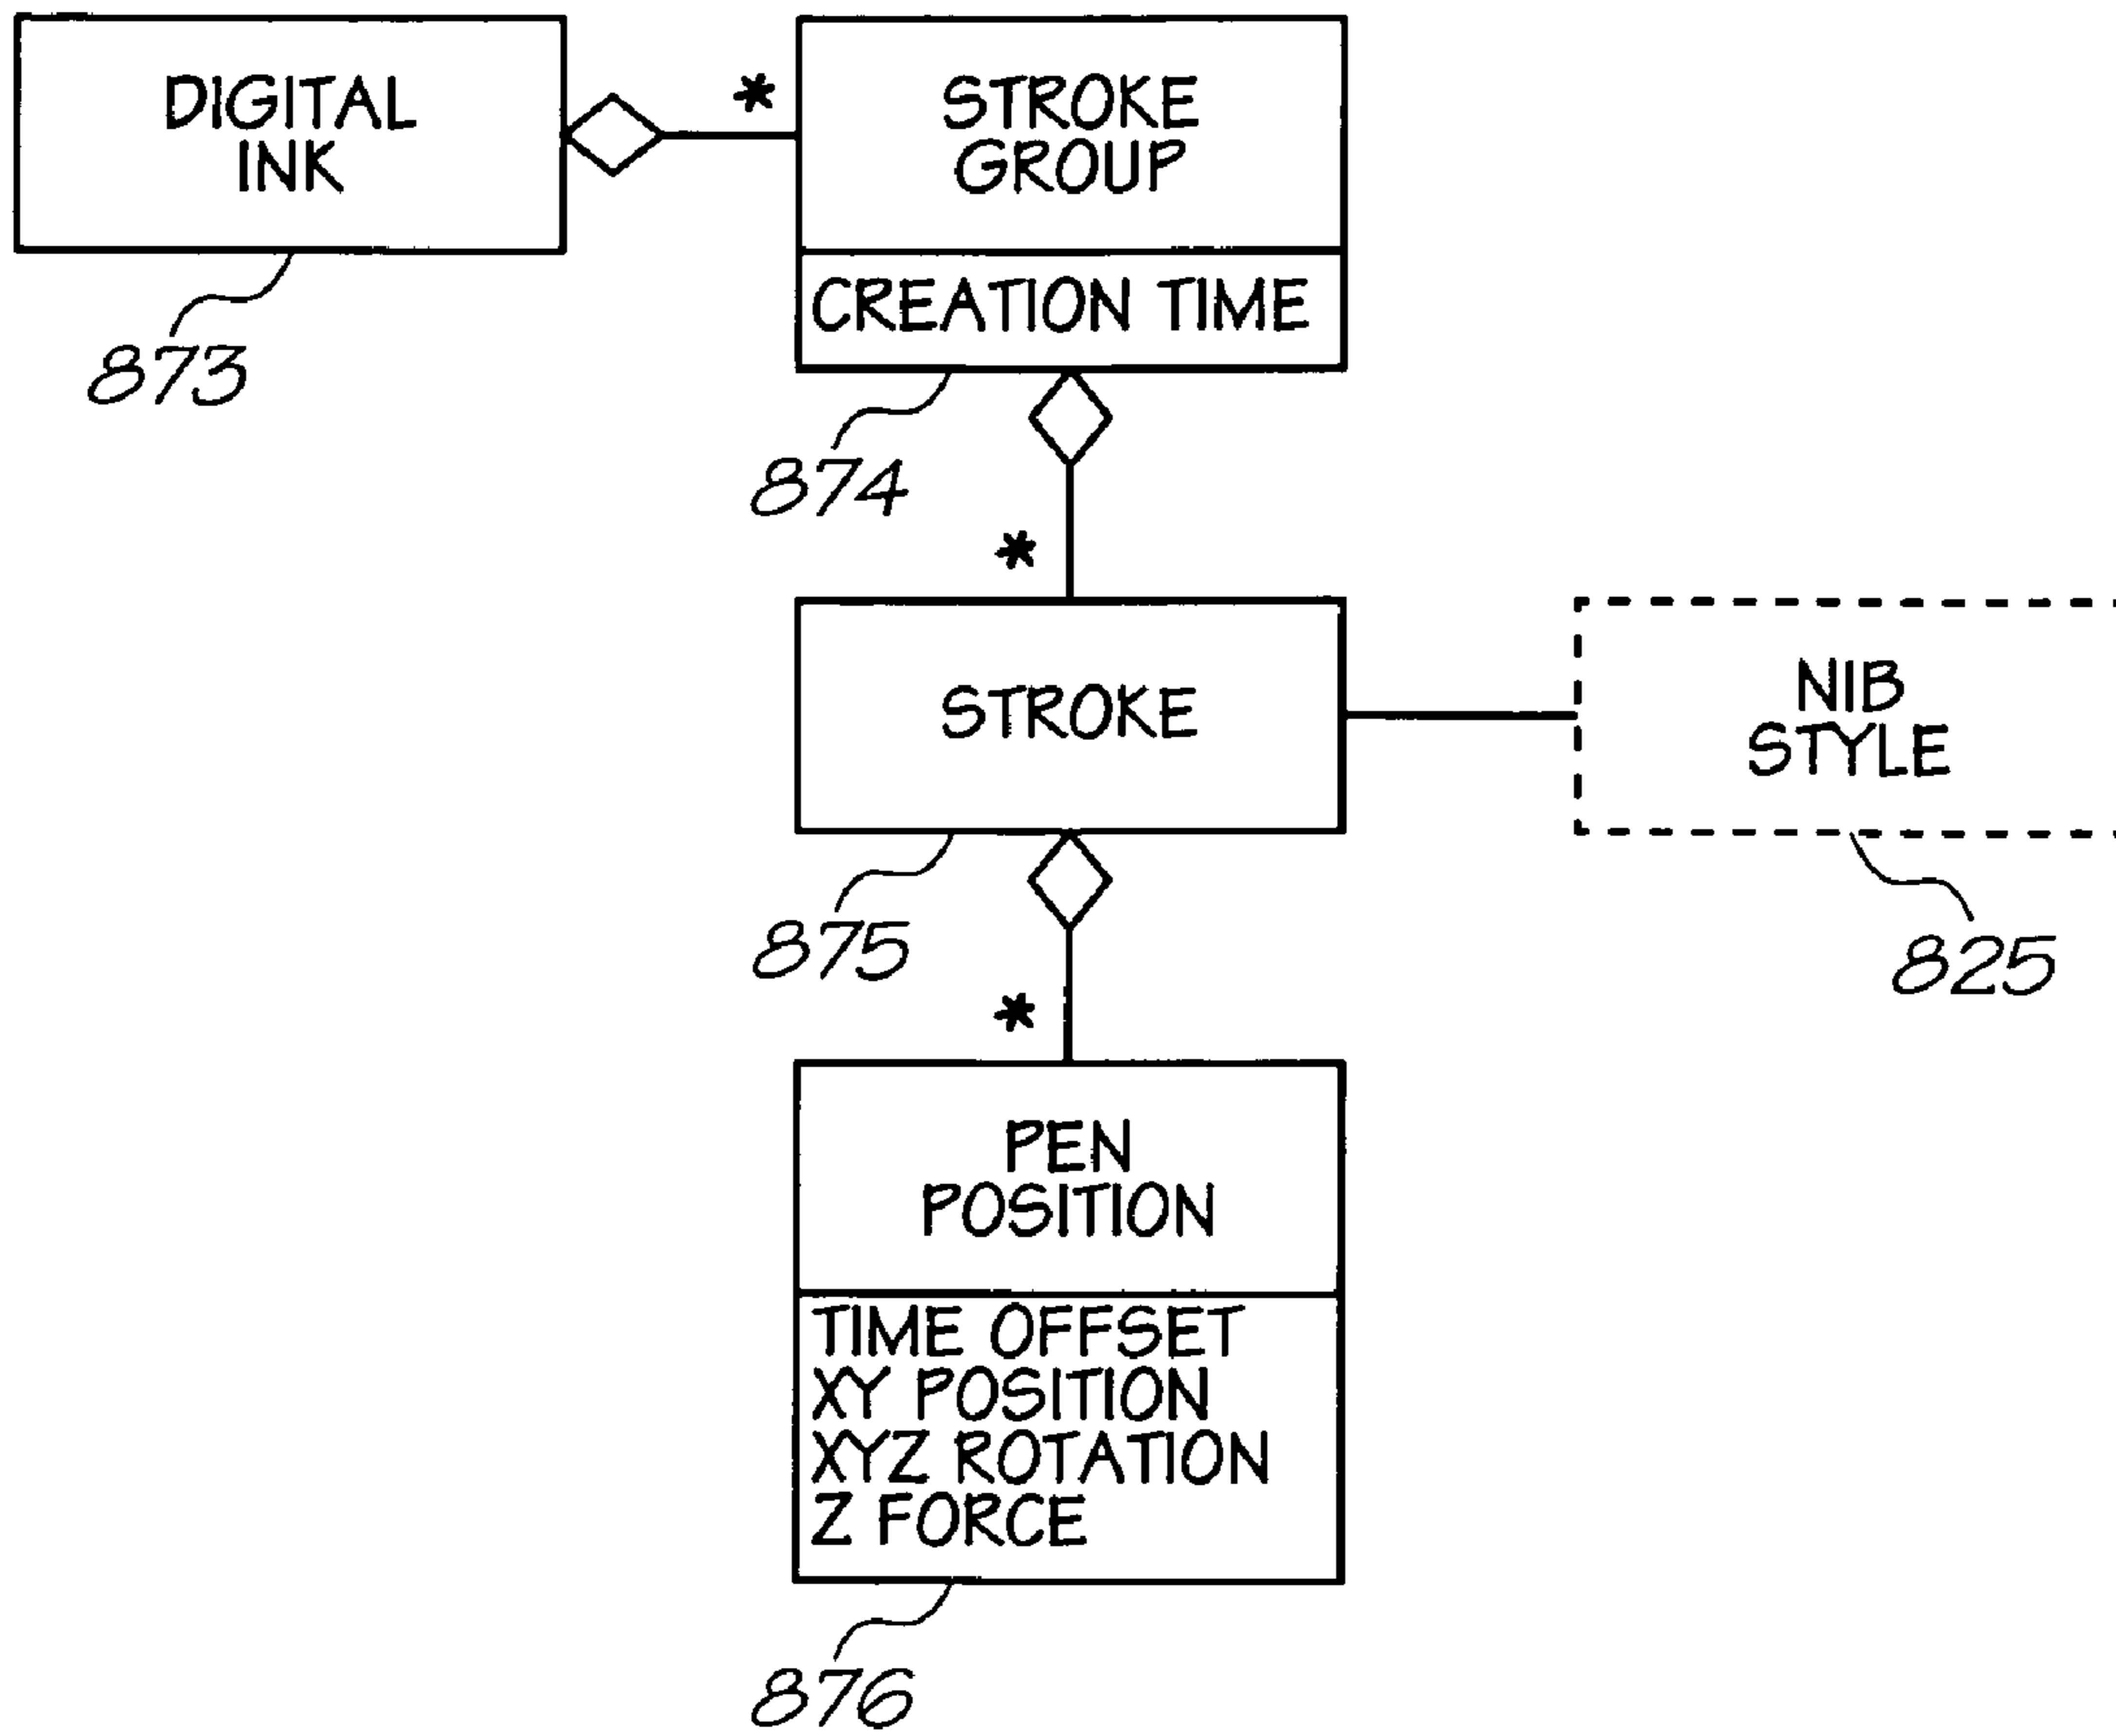 DIGITAL
INK
*
STROKE
GROUP
CREATION TIME
873
874
*
STROKE
NIB
STYLE
875
825
*
PEN
POSITION
TIME OFFSET
XY POSITION
XYZ ROTATION
Z FORCE
876